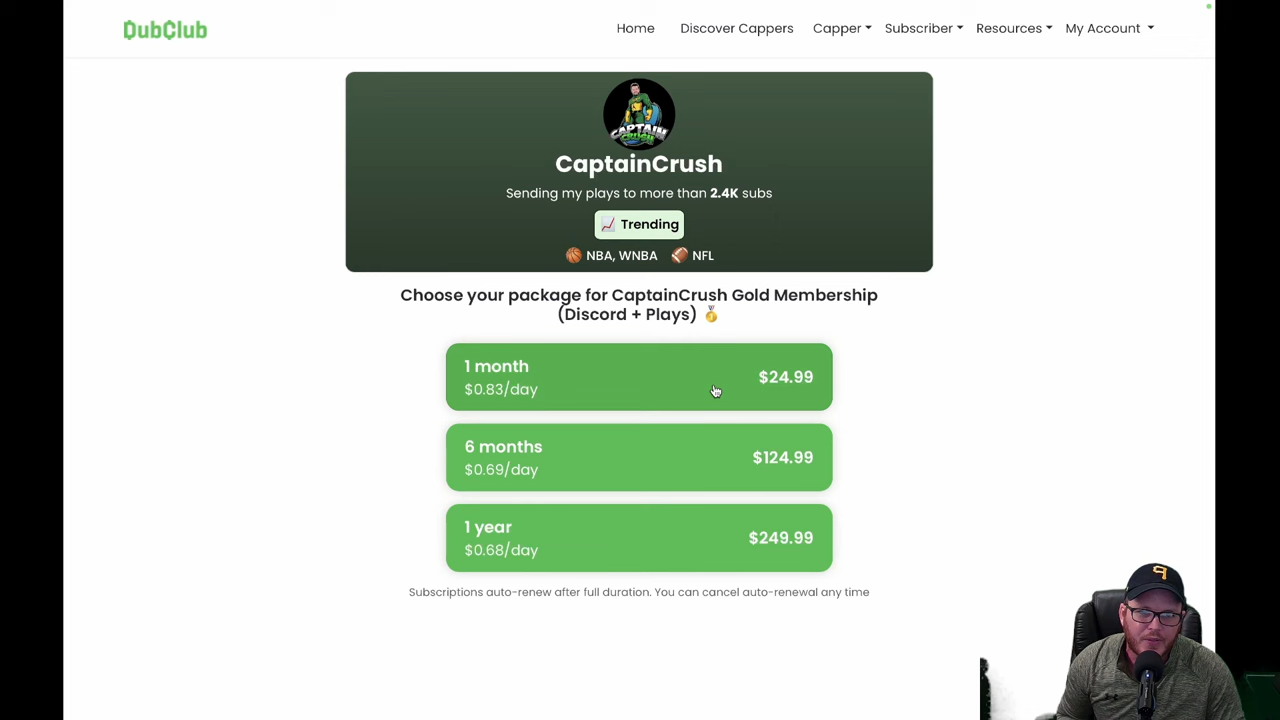 DubClub
Home Discover Cappers Capper Subscriber Resources My Account
CAPTAIN
CRUSH
CaptainCrush
Sending my plays to more than 2.4K subs
Trending
NBA, WNBA NFL
Choose your package for CaptainCrush Gold Membership
(Discord + Plays)
1 month
$0.83/day
$24.99
6 months
$0.69/day
$124.99
1 year
$0.68/day
$249.99
Subscriptions auto-renew after full duration. You can cancel auto-renewal any time
P